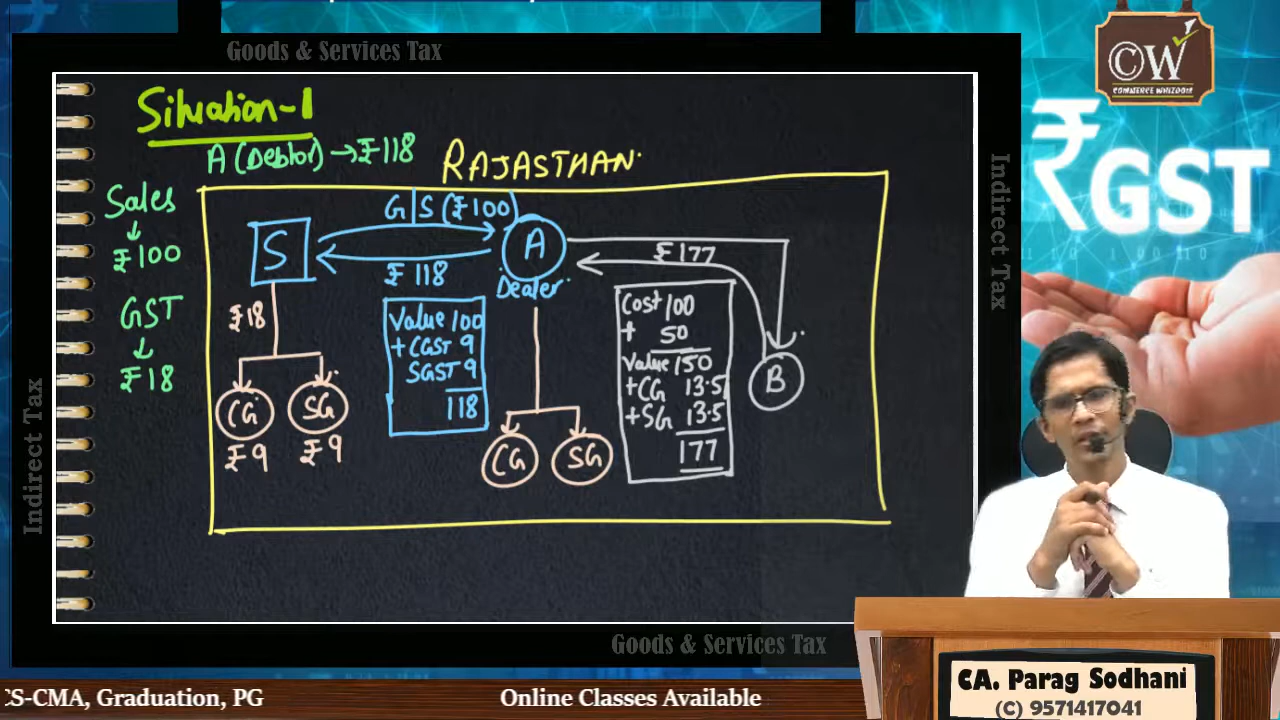 Goods & Services Tax
CW
COMMERCE WHIZDOM
Situation-1
A (Debtor) → ₹118
RAJASTHAN
Sales
↓
₹100
GST
↓
₹18
S
G|S (₹100)
₹118
A
Dealer
₹177
B
₹18
CG
₹9
SG
₹9
Value 100
+CGST 9
SGST 9
118
CG
SG
Cost 100
+ 50
Value 150
+CG 13.5
+SG 13.5
177
Indirect Tax
Indirect Tax
Indirect Tax
₹GST
Goods & Services Tax
CA. Parag Sodhani
(C) 9571417041
CS-CMA, Graduation, PG
Online Classes Available